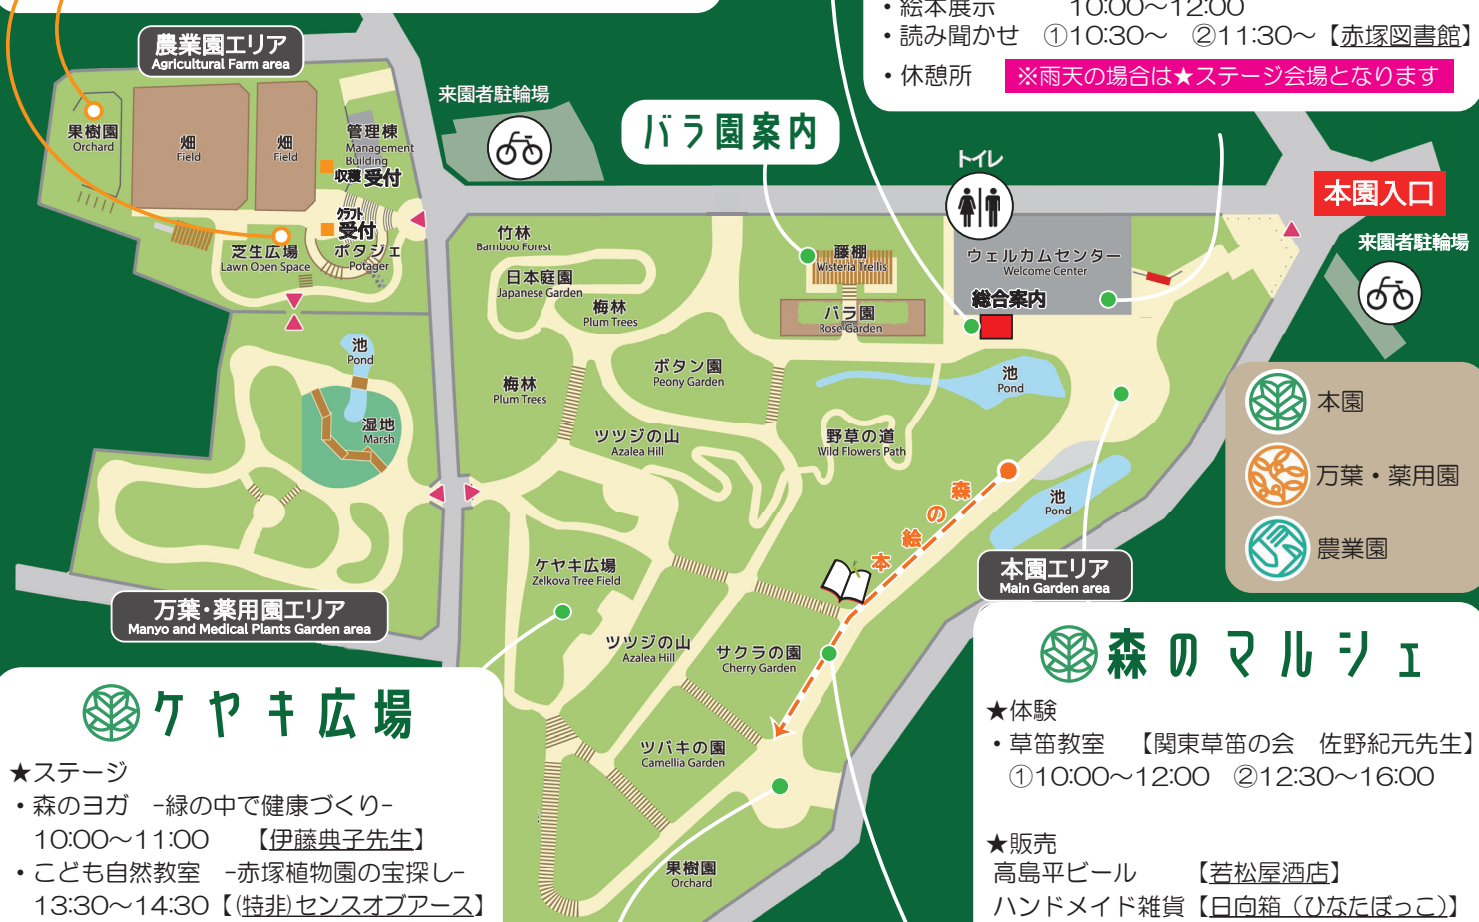 ・絵本展示　10:00～12:00
・読み聞かせ　①10:30～　②11:30～【赤塚図書館】
・休憩所　※雨天の場合は★ステージ会場となります
農業園エリア
Agricultural Farm area
果樹園
Orchard
畑
Field
畑
Field
管理棟
Management
Building
収穫 受付
クラフト
受付
芝生広場
Lawn Open Space
ポタジェ
Potager
来園者駐輪場
バラ園案内
トイレ
本園入口
来園者駐輪場
竹林
Bamboo Forest
日本庭園
Japanese Garden
梅林
Plum Trees
藤棚
Wisteria Trellis
バラ園
Rose Garden
ウェルカムセンター
Welcome Center
総合案内
池
Pond
湿地
Marsh
梅林
Plum Trees
ボタン園
Peony Garden
池
Pond
ツツジの山
Azalea Hill
野草の道
Wild Flowers Path
森の絵本
池
Pond
本園
万葉・薬用園
農業園
ケヤキ広場
Zelkova Tree Field
本園エリア
Main Garden area
万葉・薬用園エリア
Manyo and Medical Plants Garden area
ツツジの山
Azalea Hill
サクラの園
Cherry Garden
ツバキの園
Camellia Garden
果樹園
Orchard
ケヤキ広場
★ステージ
・森のヨガ　-緑の中で健康づくり-
10:00～11:00　【伊藤典子先生】
・こども自然教室　-赤塚植物園の宝探し-
13:30～14:30【(特非)センスオブアース】
森のマルシェ
★体験
・草笛教室　【関東草笛の会　佐野紀元先生】
①10:00～12:00　②12:30～16:00
★販売
高島平ビール　【若松屋酒店】
ハンドメイド雑貨【日向箱（ひなたぼっこ）】